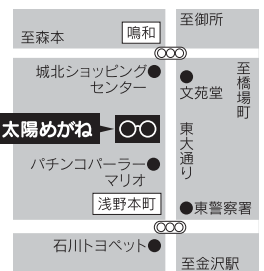 至御所
至森本
鳴和
城北ショッピング
センター
文苑堂
至橋場町
太陽めがね
東大通り
パチンコパーラー
マリオ
浅野本町
東警察署
石川トヨペット
至金沢駅